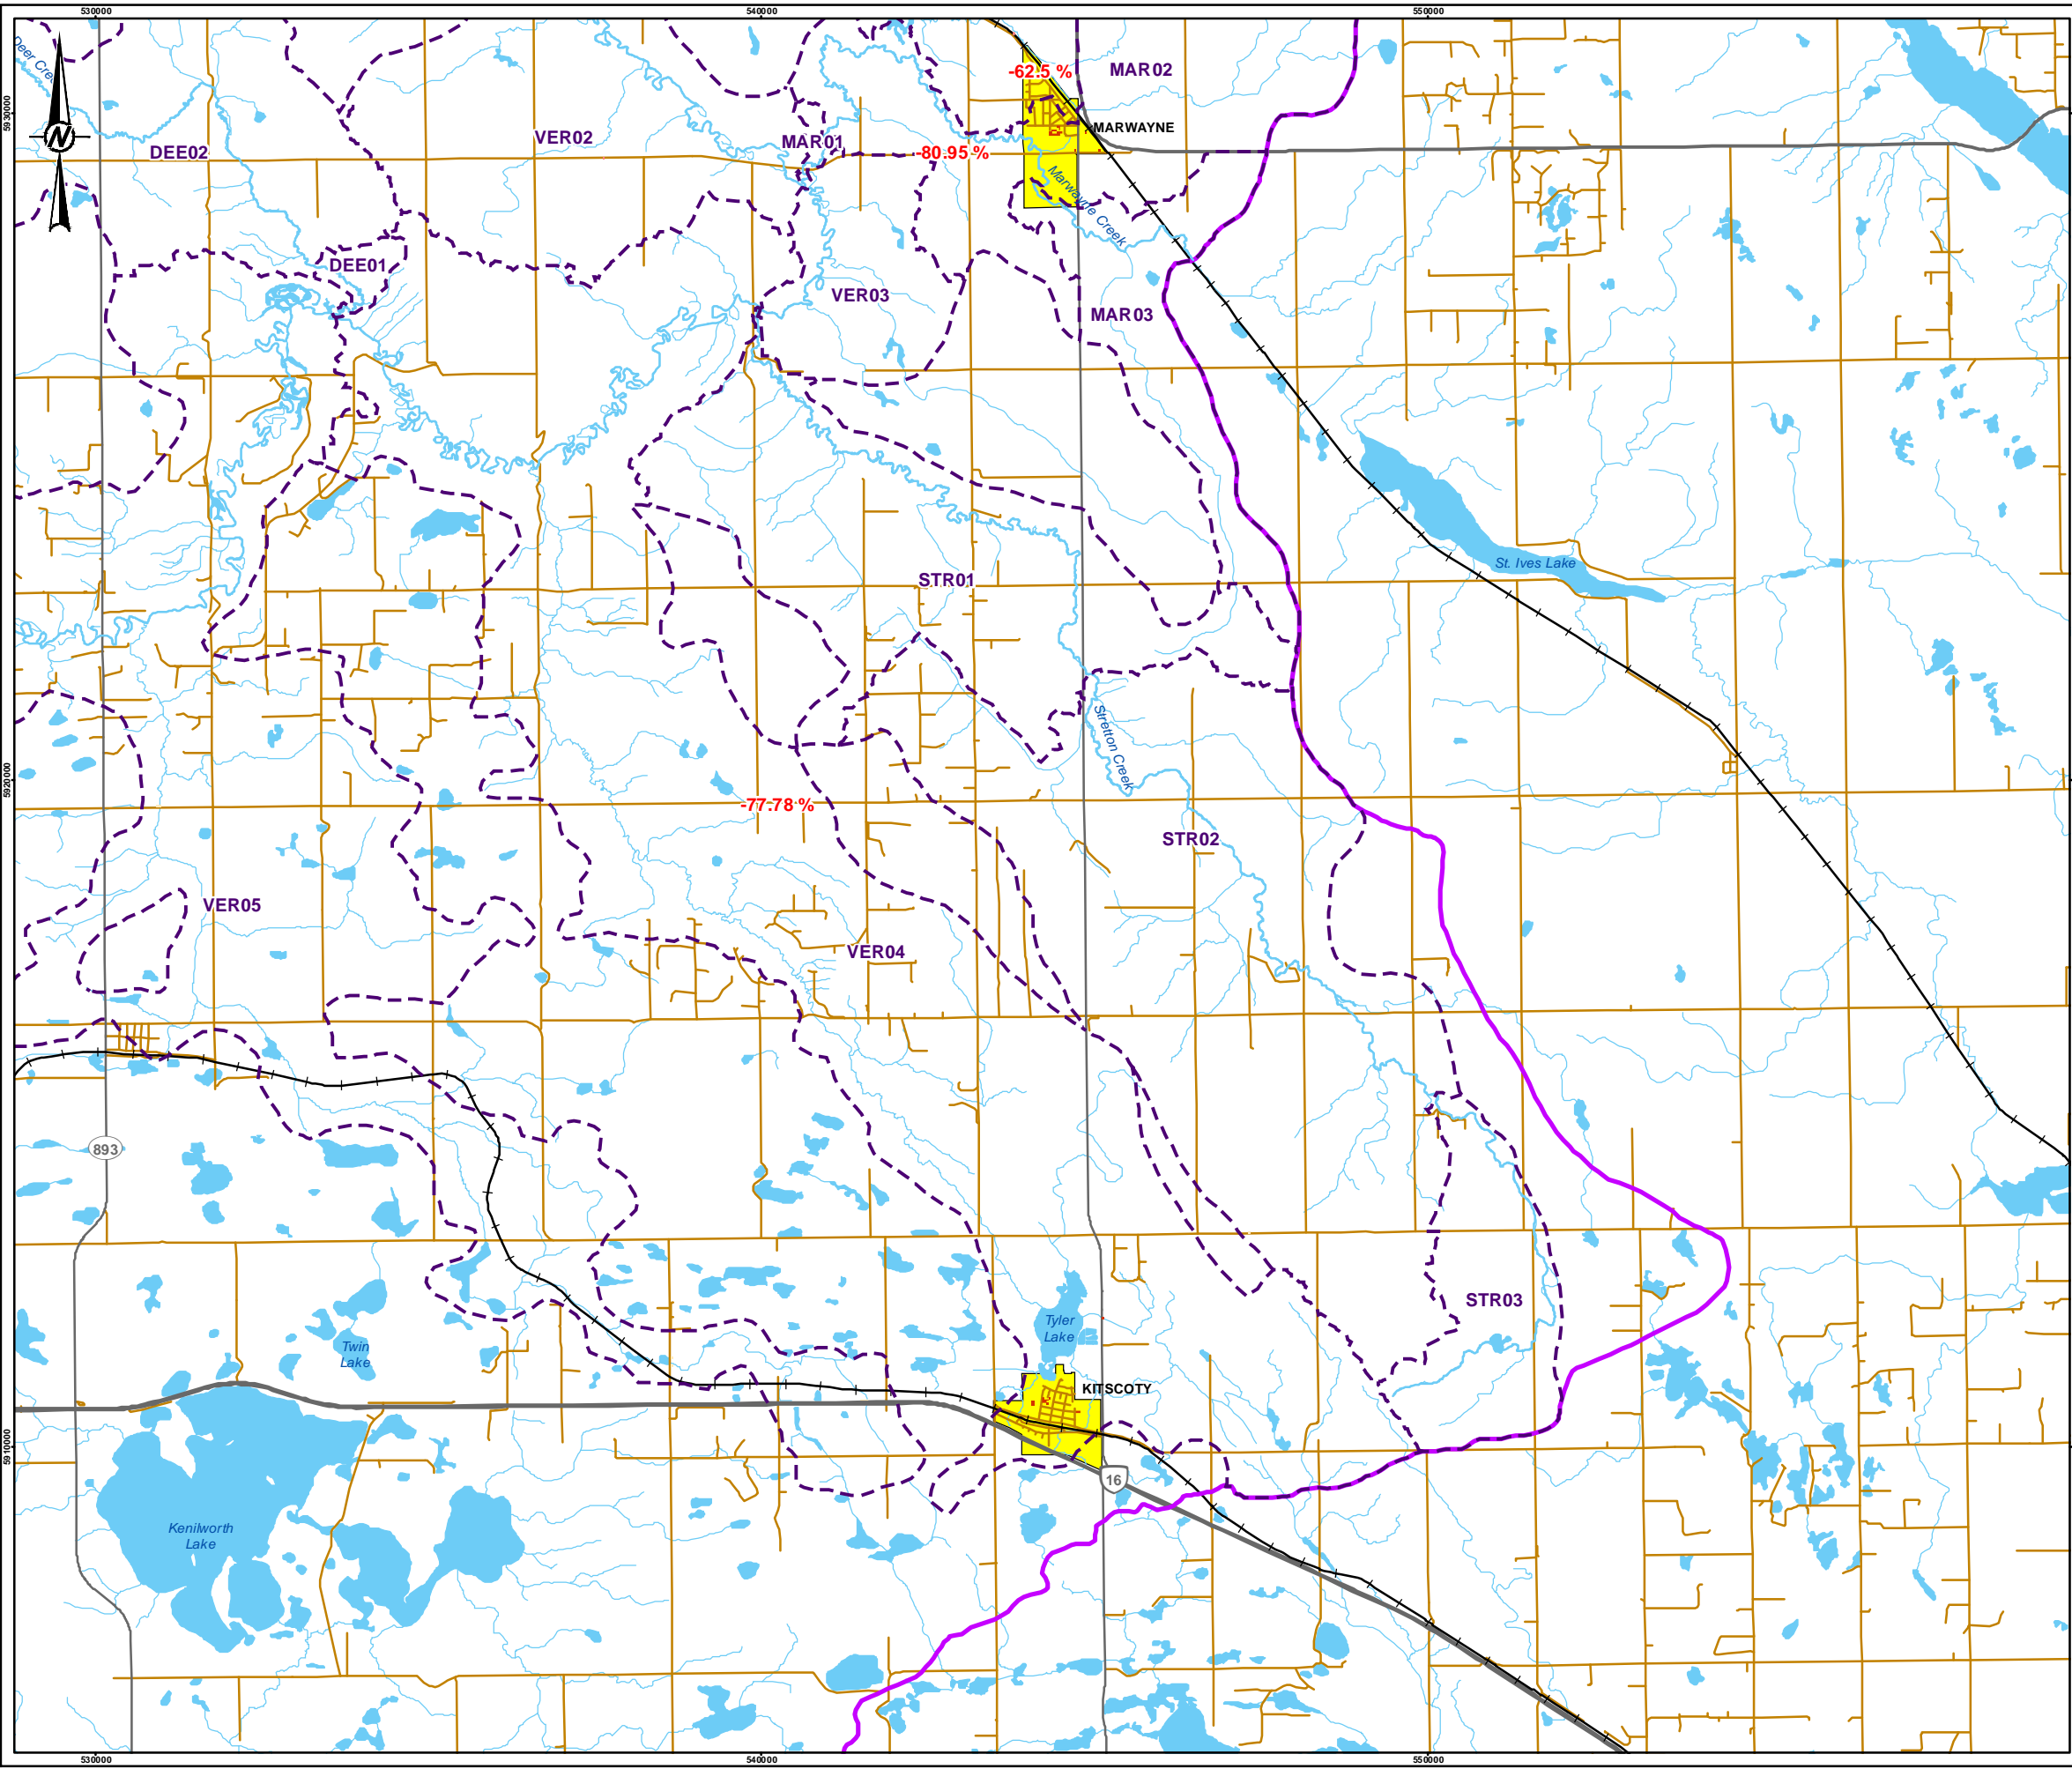 530000
540000
550000
Deer Cree
-62.5 %
MAR02
5930000
N
MARWAYNE
VER02
MAR01
DEE02
-80.95 %
Marwayne Creek
DEE01
VER03
MAR03
St. Ives Lake
STR01
Stretton Creek
5920000
-77.78 %
STR02
VER05
VER04
893
STR03
Tyler
Lake
Twin
Lake
KITSCOTY
5910000
16
Kenilworth
Lake
530000
540000
550000